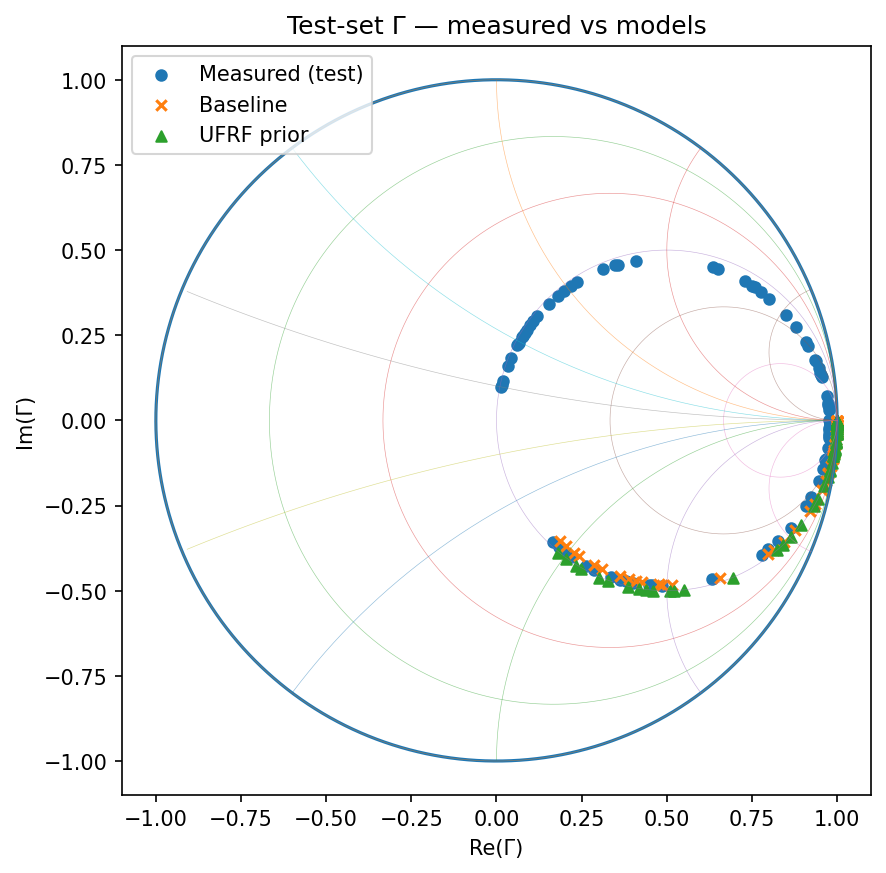 Test-set Γ — measured vs models
Measured (test)
Baseline
UFRF prior
1.00
0.75
0.50
0.25
0.00
−0.25
−0.50
−0.75
−1.00
Im(Γ)
−1.00 −0.75 −0.50 −0.25 0.00 0.25 0.50 0.75 1.00
Re(Γ)